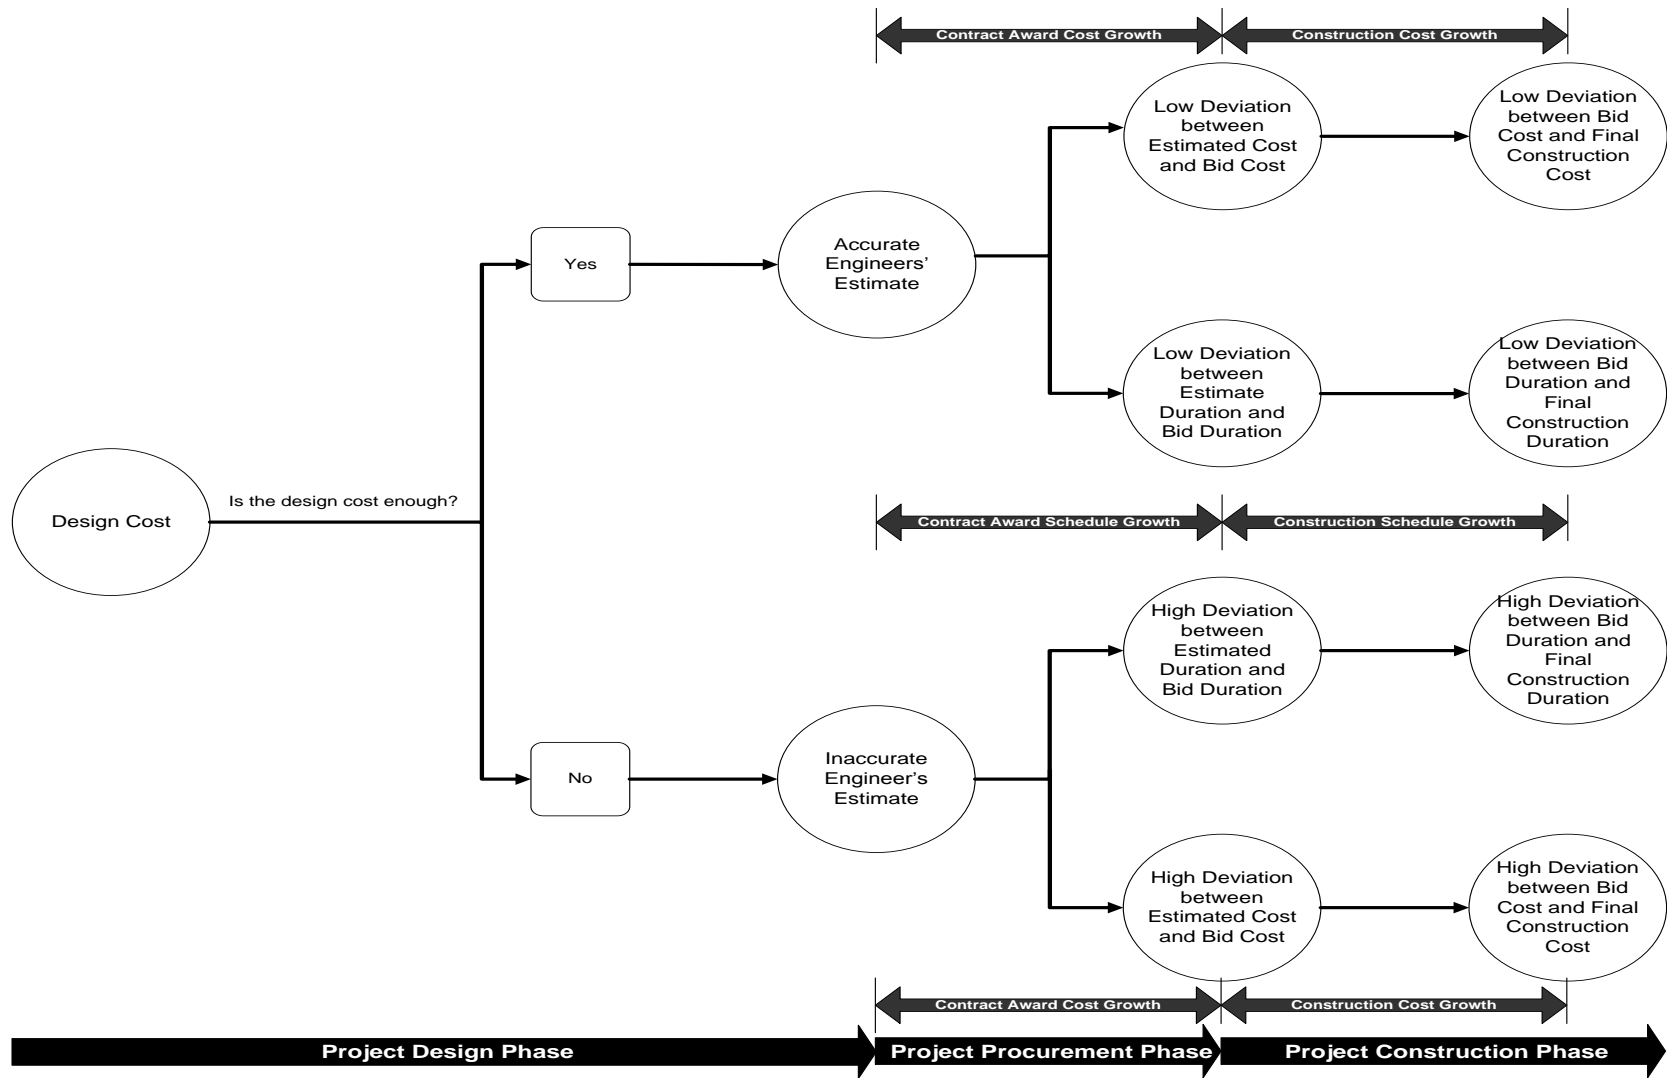 Contract Award Cost Growth
Construction Cost Growth
Low Deviation
between
Estimated Cost
and Bid Cost
Low Deviation
between Bid
Cost and Final
Construction
Cost
Yes
Accurate
Engineers’
Estimate
Low Deviation
between
Estimate
Duration and
Bid Duration
Low Deviation
between Bid
Duration and
Final
Construction
Duration
Design Cost
Is the design cost enough?
Contract Award Schedule Growth
Construction Schedule Growth
High Deviation
between
Estimated
Duration and
Bid Duration
High Deviation
between Bid
Duration and
Final
Construction
Duration
No
Inaccurate
Engineer’s
Estimate
High Deviation
between
Estimated Cost
and Bid Cost
High Deviation
between Bid
Cost and Final
Construction
Cost
Contract Award Cost Growth
Construction Cost Growth
Project Design Phase
Project Procurement Phase
Project Construction Phase